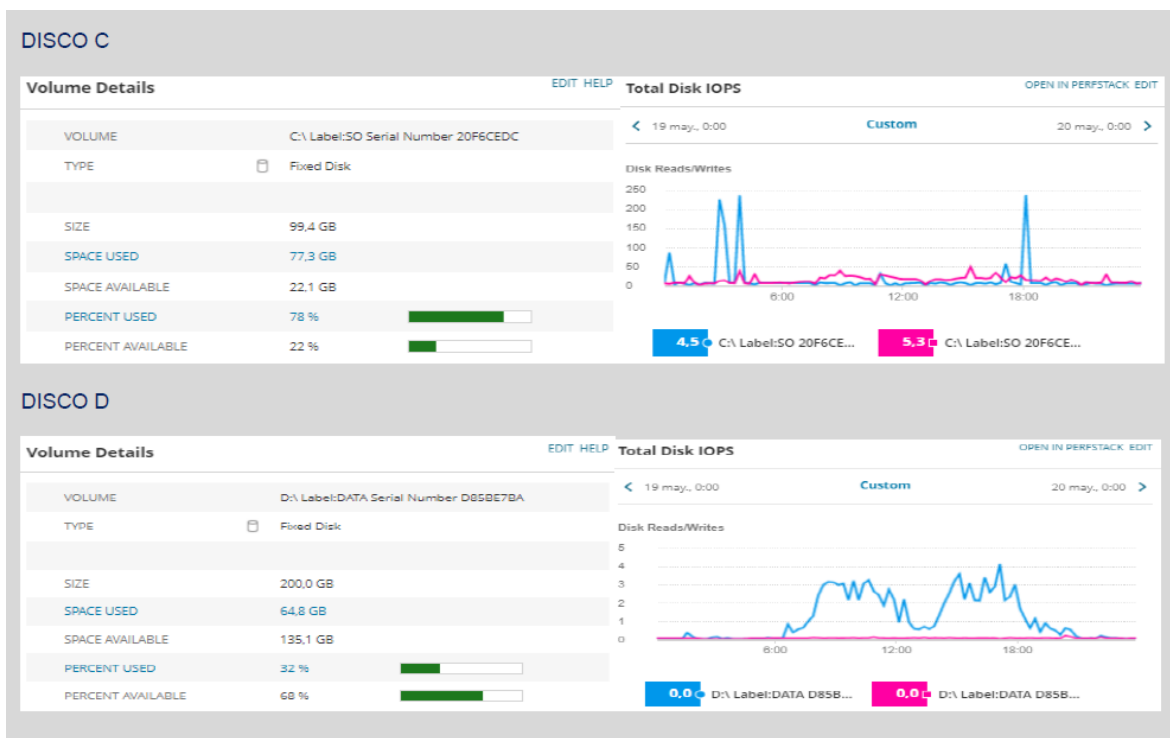 DISCO C
Volume Details
EDIT HELP
VOLUME C:\ Label:SO Serial Number 20F6CEDC
TYPE Fixed Disk
SIZE 99,4 GB
SPACE USED 77,3 GB
SPACE AVAILABLE 22,1 GB
PERCENT USED 78 %
PERCENT AVAILABLE 22 %
Total Disk IOPS
OPEN IN PERFSTACK EDIT
19 may., 0:00 Custom 20 may., 0:00
Disk Reads/Writes
250
200
150
100
50
0
6:00 12:00 18:00
4,5 C:\ Label:SO 20F6CE... 5,3 C:\ Label:SO 20F6CE...
DISCO D
Volume Details
EDIT HELP
VOLUME D:\ Label:DATA Serial Number D85BE7BA
TYPE Fixed Disk
SIZE 200,0 GB
SPACE USED 64,8 GB
SPACE AVAILABLE 135,1 GB
PERCENT USED 32 %
PERCENT AVAILABLE 68 %
Total Disk IOPS
OPEN IN PERFSTACK EDIT
19 may., 0:00 Custom 20 may., 0:00
Disk Reads/Writes
5
4
3
2
1
0
6:00 12:00 18:00
0,0 D:\ Label:DATA D85B... 0,0 D:\ Label:DATA D85B...